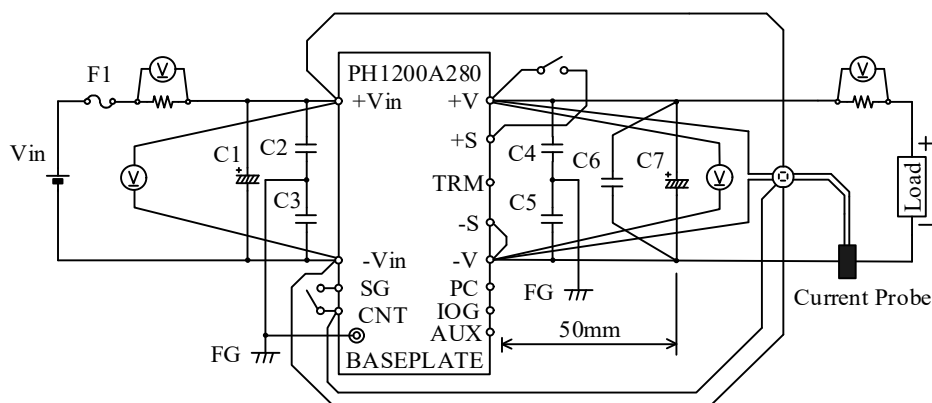 PH1200A280
F1
V
V
+Vin
+V
+S
Vin
V
C1
+
C2
C4
C6
C7
+
V
+
Load
−
TRM
C3
C5
-S
-Vin
-V
SG
PC
FG
Current Probe
CNT
IOG
50mm
AUX
FG
BASEPLATE